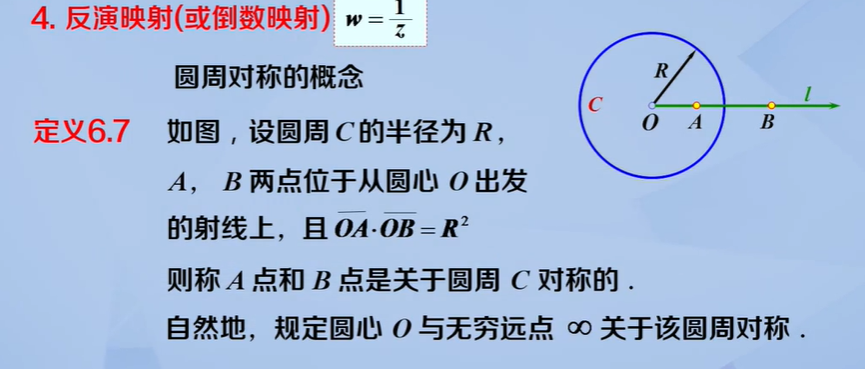 4. 反演映射(或倒数映射) w = 1/z
圆周对称的概念
定义6.7 如图，设圆周 C 的半径为 R，
A， B 两点位于从圆心 O 出发
的射线上，且 \overline{OA}·\overline{OB} = R²
则称 A 点和 B 点是关于圆周 C 对称的．
自然地，规定圆心 O 与无穷远点 ∞ 关于该圆周对称．
R
C
l
O A B